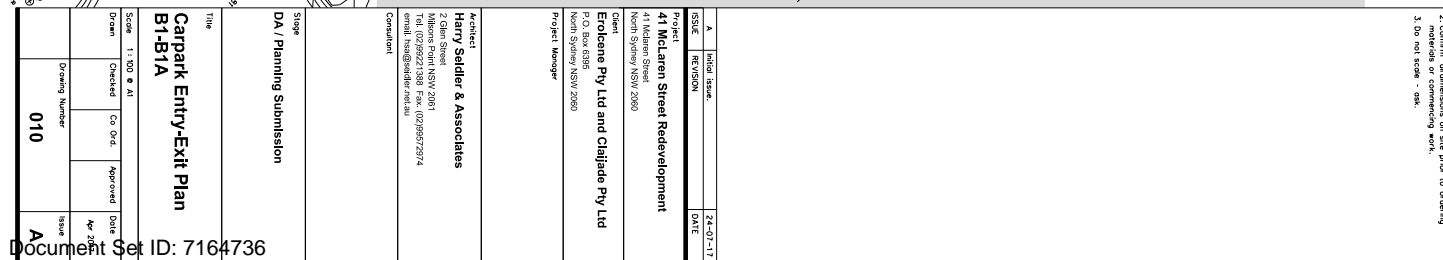 materials or commencing work.
3. Do not scale - ask.
A Initial issue. 24-07-17
ISSUE REVISION DATE
Project
41 McLaren Street Redevelopment
41 Mclaren Street
North Sydney NSW 2060
Client
Erolcene Pty Ltd and Claijade Pty Ltd
P.O. Box 6395
North Sydney NSW 2060
Project Manager
Architect
Harry Seidler & Associates
2 Glen Street
Milsons Point NSW 2061
Tel. (02)99221388 Fax. (02)99572974
email. hsa@seidler.net.au
Consultant
Stage
DA / Planning Submission
Title
Carpark Entry-Exit Plan
B1-B1A
Scale 1:100 @ A1
Drawn Checked Co Ord. Approved Date
Apr
Drawing Number Issue
010 A
Document Set ID: 7164736